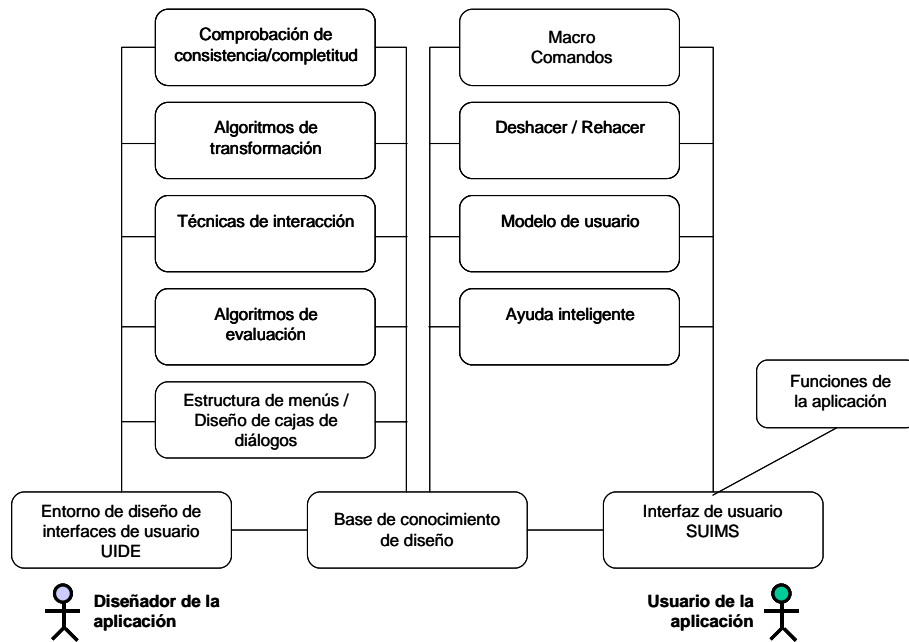 Comprobación de
consistencia/completitud
Algoritmos de
transformación
Técnicas de interacción
Algoritmos de
evaluación
Estructura de menús /
Diseño de cajas de
diálogos
Macro
Comandos
Deshacer / Rehacer
Modelo de usuario
Ayuda inteligente
Funciones de
la aplicación
Entorno de diseño de
interfaces de usuario
UIDE
Base de conocimiento
de diseño
Interfaz de usuario
SUIMS
Diseñador de la
aplicación
Usuario de la
aplicación